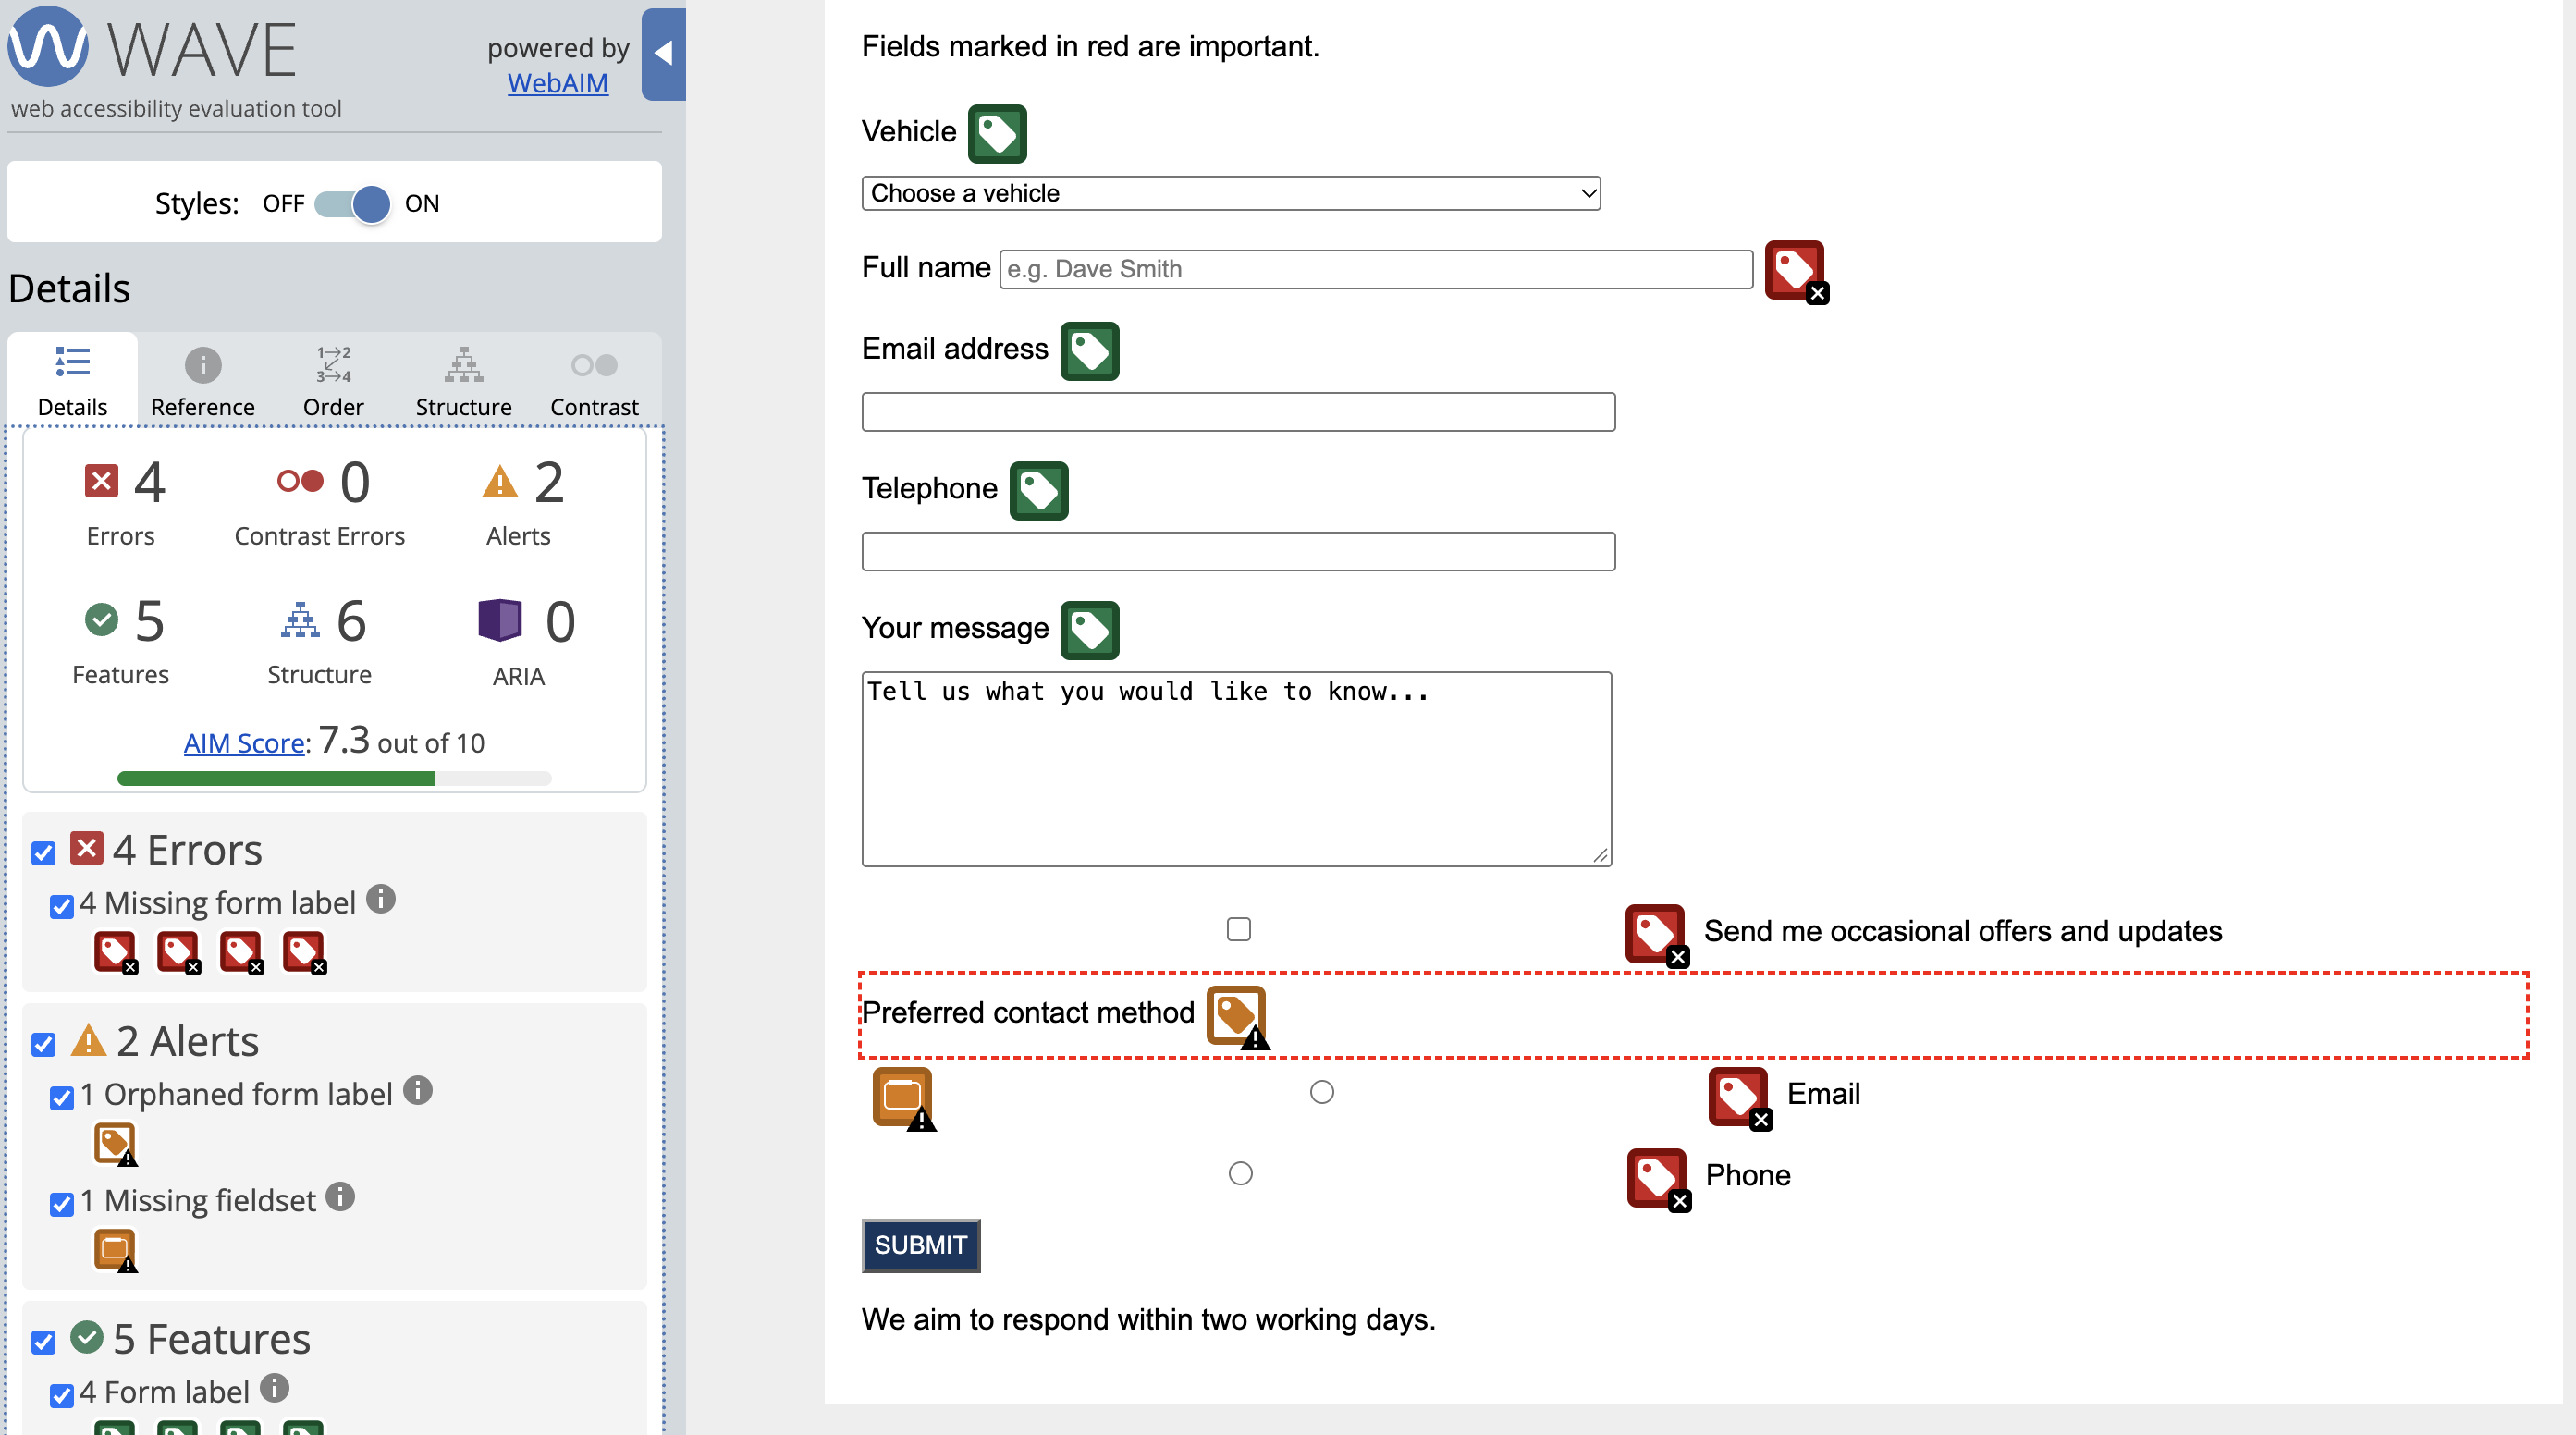 WAVE
powered by
WebAIM
web accessibility evaluation tool
Styles: OFF ON
Details
Details
Reference
1→2
3→4
Order
Structure
Contrast
4
Errors
0
Contrast Errors
2
Alerts
5
Features
6
Structure
0
ARIA
AIM Score: 7.3 out of 10
4 Errors
4 Missing form label
2 Alerts
1 Orphaned form label
1 Missing fieldset
5 Features
4 Form label
Fields marked in red are important.
Vehicle
Choose a vehicle
Full name e.g. Dave Smith
Email address
Telephone
Your message
Tell us what you would like to know...
Send me occasional offers and updates
Preferred contact method
Email
Phone
SUBMIT
We aim to respond within two working days.